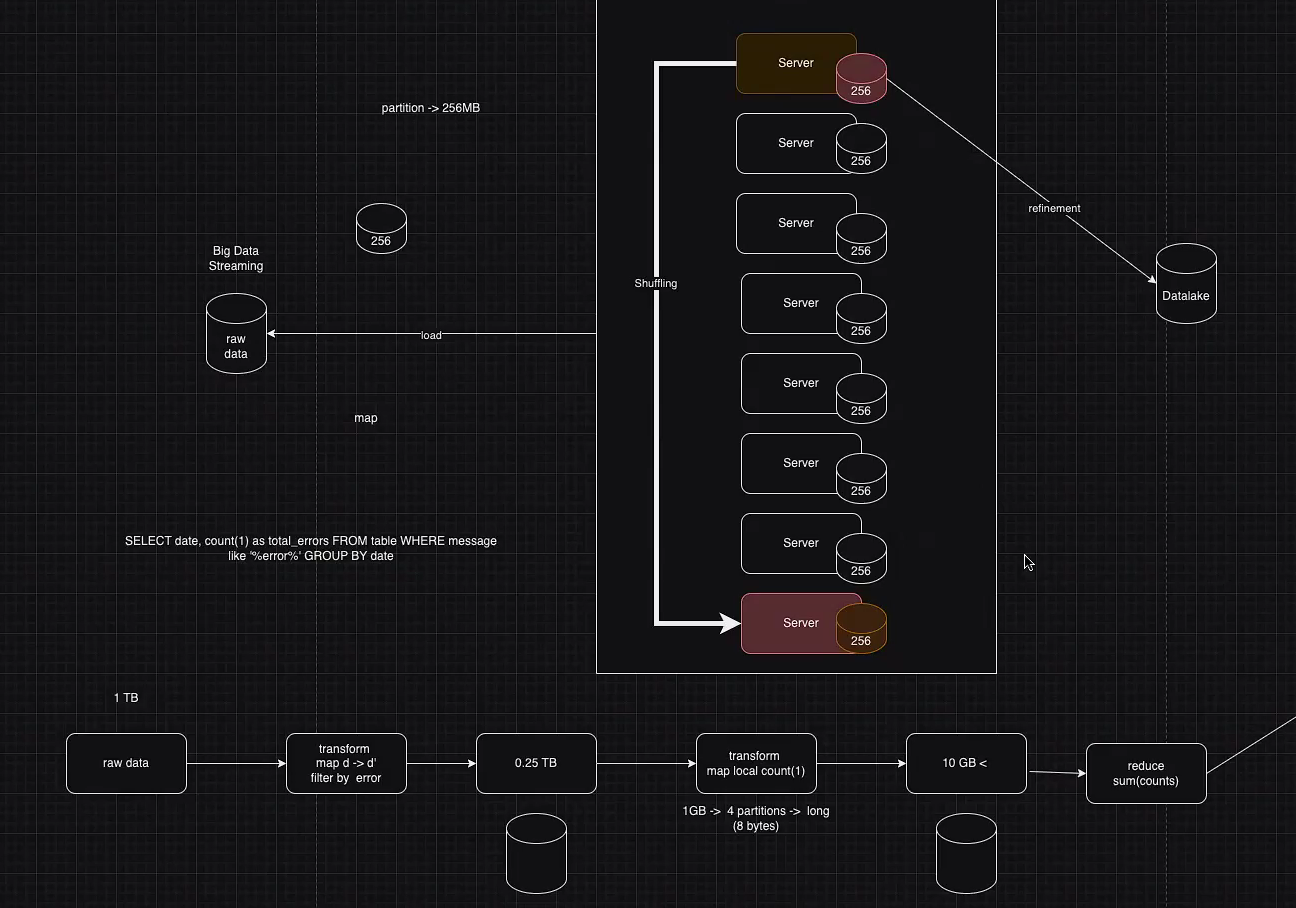 Server
256
partition -> 256MB
Server
256
256
Server
256
refinement
Big Data
Streaming
Shuffling
Datalake
Server
256
raw
data
load
Server
256
map
Server
256
SELECT date, count(1) as total_errors FROM table WHERE message
like '%error%' GROUP BY date
Server
256
Server
256
1 TB
raw data
transform
map d -> d'
filter by error
0.25 TB
transform
map local count(1)
10 GB <
reduce
sum(counts)
1GB -> 4 partitions -> long
(8 bytes)